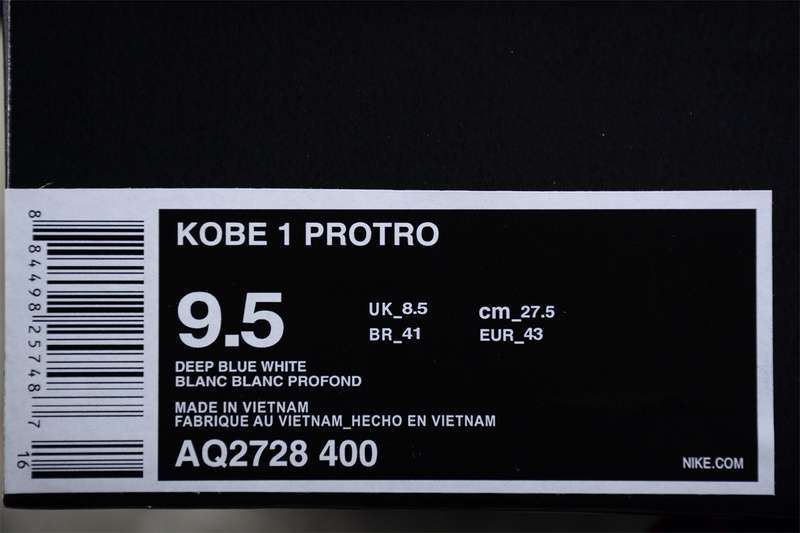 KOBE 1 PROTRO
9.5
UK_8.5 cm_27.5
BR_41 EUR_43
DEEP BLUE WHITE
BLANC BLANC PROFOND
MADE IN VIETNAM
FABRIQUE AU VIETNAM_HECHO EN VIETNAM
AQ2728 400
NIKE.COM
8 84498 25748 7
16